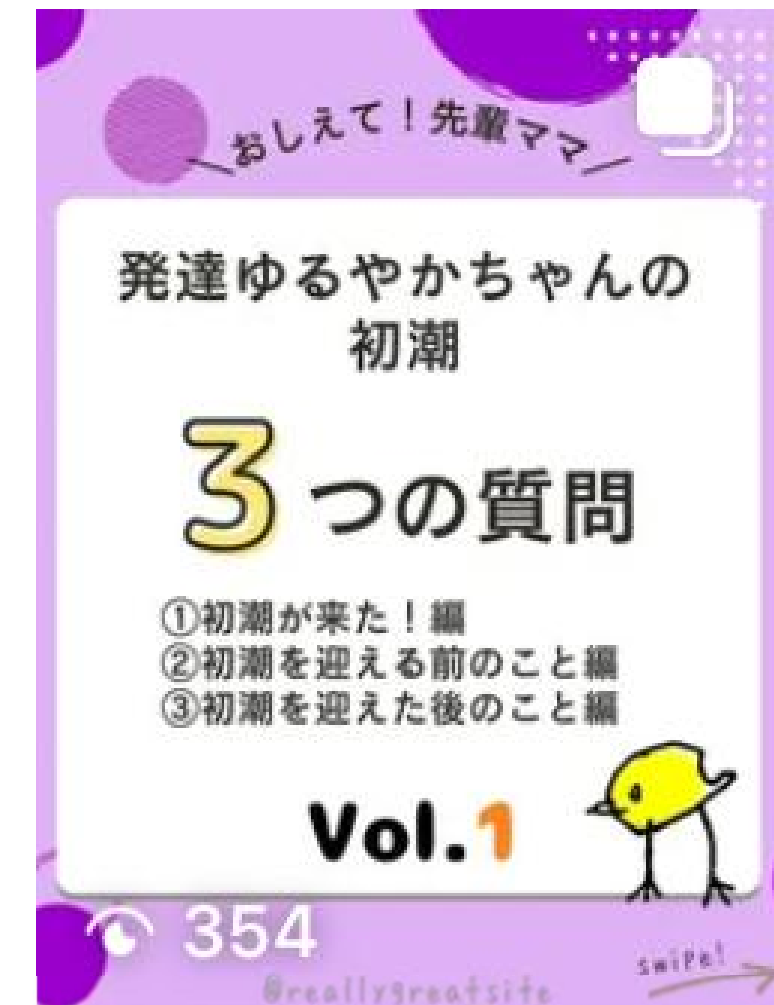 \おしえて！先輩ママ/
発達ゆるやかちゃんの
初潮
3つの質問
①初潮が来た！編
②初潮を迎える前のこと編
③初潮を迎えた後のこと編
Vol.1
354
swipe!
@reallygreatsite